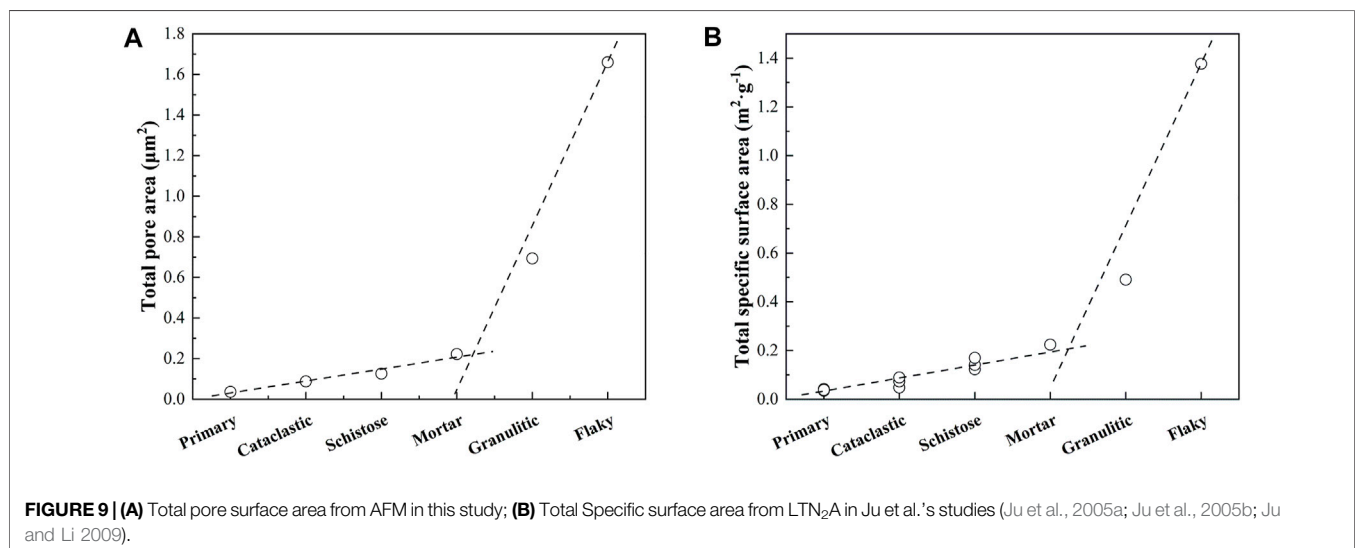 A
B
Total pore area (μm²)
1.8
1.6
1.4
1.2
1.0
0.8
0.6
0.4
0.2
0.0
Primary
Cataclastic
Schistose
Mortar
Granulitic
Flaky
Total specific surface area (m²·g⁻¹)
1.4
1.2
1.0
0.8
0.6
0.4
0.2
0.0
Primary
Cataclastic
Schistose
Mortar
Granulitic
Flaky
FIGURE 9 | (A) Total pore surface area from AFM in this study; (B) Total Specific surface area from LTN₂A in Ju et al.'s studies (Ju et al., 2005a; Ju et al., 2005b; Ju
and Li 2009).